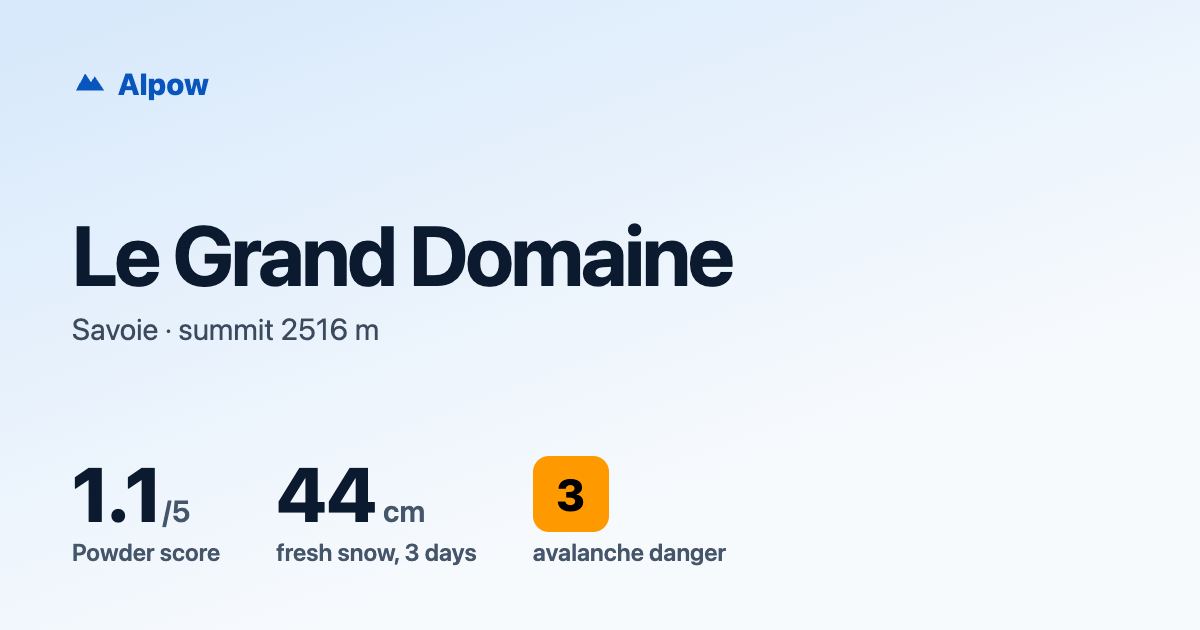 Alpow
Le Grand Domaine
Savoie · summit 2516 m
1.1/5
Powder score
44 cm
fresh snow, 3 days
3
avalanche danger